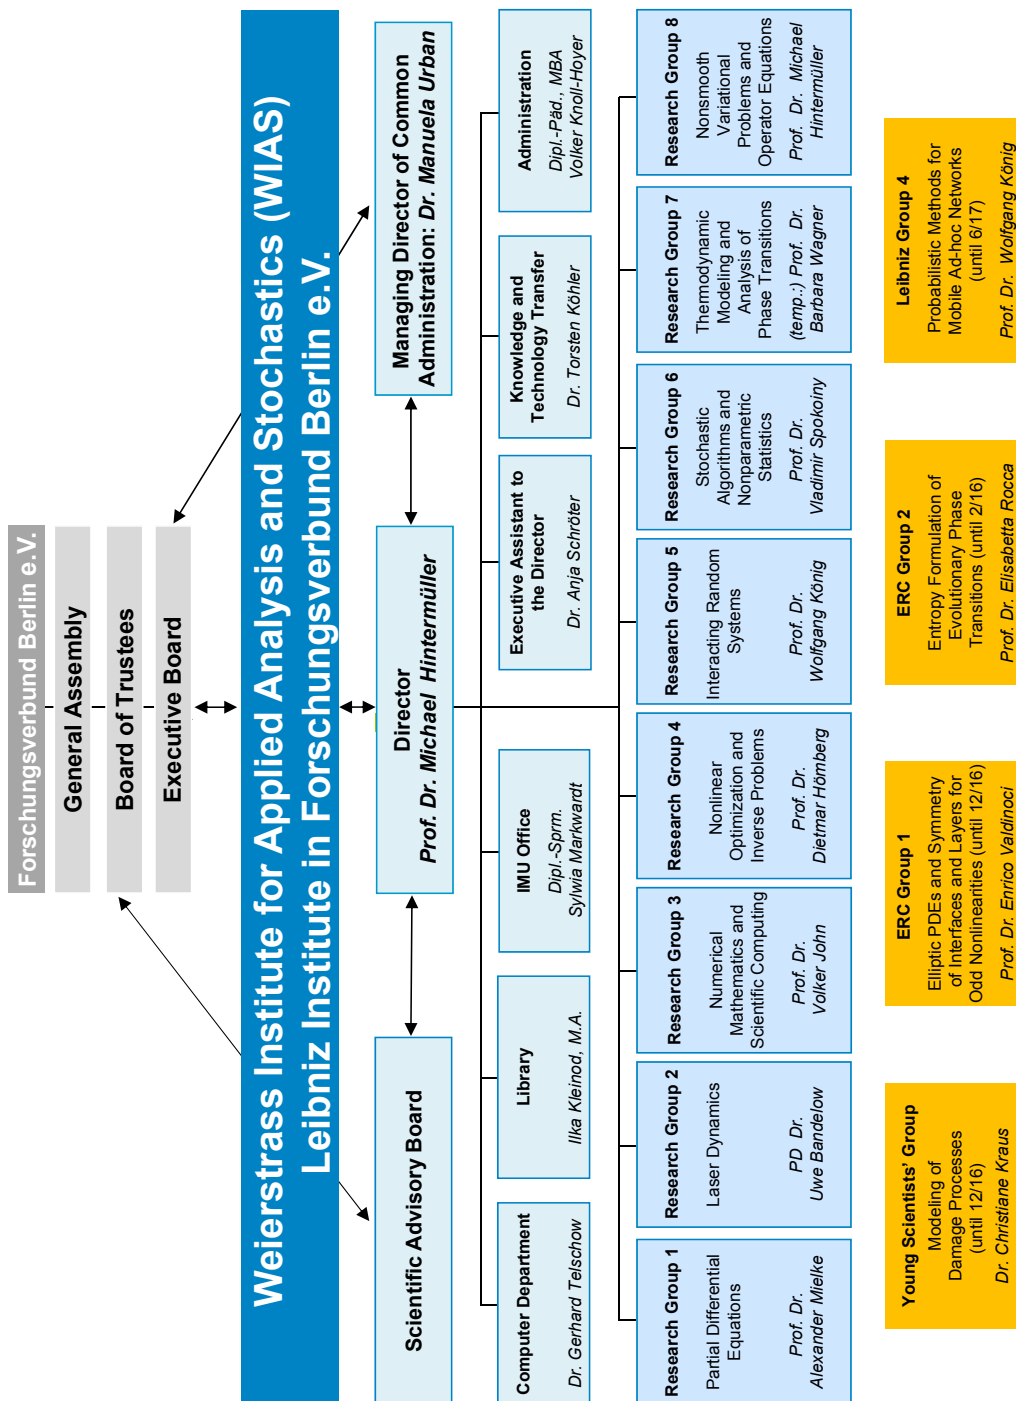 Forschungsverbund Berlin e.V.
General Assembly
Board of Trustees
Executive Board
Weierstrass Institute for Applied Analysis and Stochastics (WIAS)
Leibniz Institute in Forschungsverbund Berlin e.V.
Scientific Advisory Board
Director
Prof. Dr. Michael Hintermüller
Managing Director of Common
Administration: Dr. Manuela Urban
Computer Department
Dr. Gerhard Telschow
Library
Ilka Kleinod, M.A.
IMU Office
Dipl.-Sprm.
Sylwia Markwardt
Executive Assistant to
the Director
Dr. Anja Schröter
Knowledge and
Technology Transfer
Dr. Torsten Köhler
Administration
Dipl.-Päd., MBA
Volker Knoll-Hoyer
Research Group 1
Partial Differential
Equations
Prof. Dr.
Alexander Mielke
Research Group 2
Laser Dynamics
PD Dr.
Uwe Bandelow
Research Group 3
Numerical
Mathematics and
Scientific Computing
Prof. Dr.
Volker John
Research Group 4
Nonlinear
Optimization and
Inverse Problems
Prof. Dr.
Dietmar Hömberg
Research Group 5
Interacting Random
Systems
Prof. Dr.
Wolfgang König
Research Group 6
Stochastic
Algorithms and
Nonparametric
Statistics
Prof. Dr.
Vladimir Spokoiny
Research Group 7
Thermodynamic
Modeling and
Analysis of
Phase Transitions
(temp.:) Prof. Dr.
Barbara Wagner
Research Group 8
Nonsmooth
Variational
Problems and
Operator Equations
Prof. Dr. Michael
Hintermüller
Young Scientists' Group
Modeling of
Damage Processes
(until 12/16)
Dr. Christiane Kraus
ERC Group 1
Elliptic PDEs and Symmetry
of Interfaces and Layers for
Odd Nonlinearities (until 12/16)
Prof. Dr. Enrico Valdinoci
ERC Group 2
Entropy Formulation of
Evolutionary Phase
Transitions (until 2/16)
Prof. Dr. Elisabetta Rocca
Leibniz Group 4
Probabilistic Methods for
Mobile Ad-hoc Networks
(until 6/17)
Prof. Dr. Wolfgang König